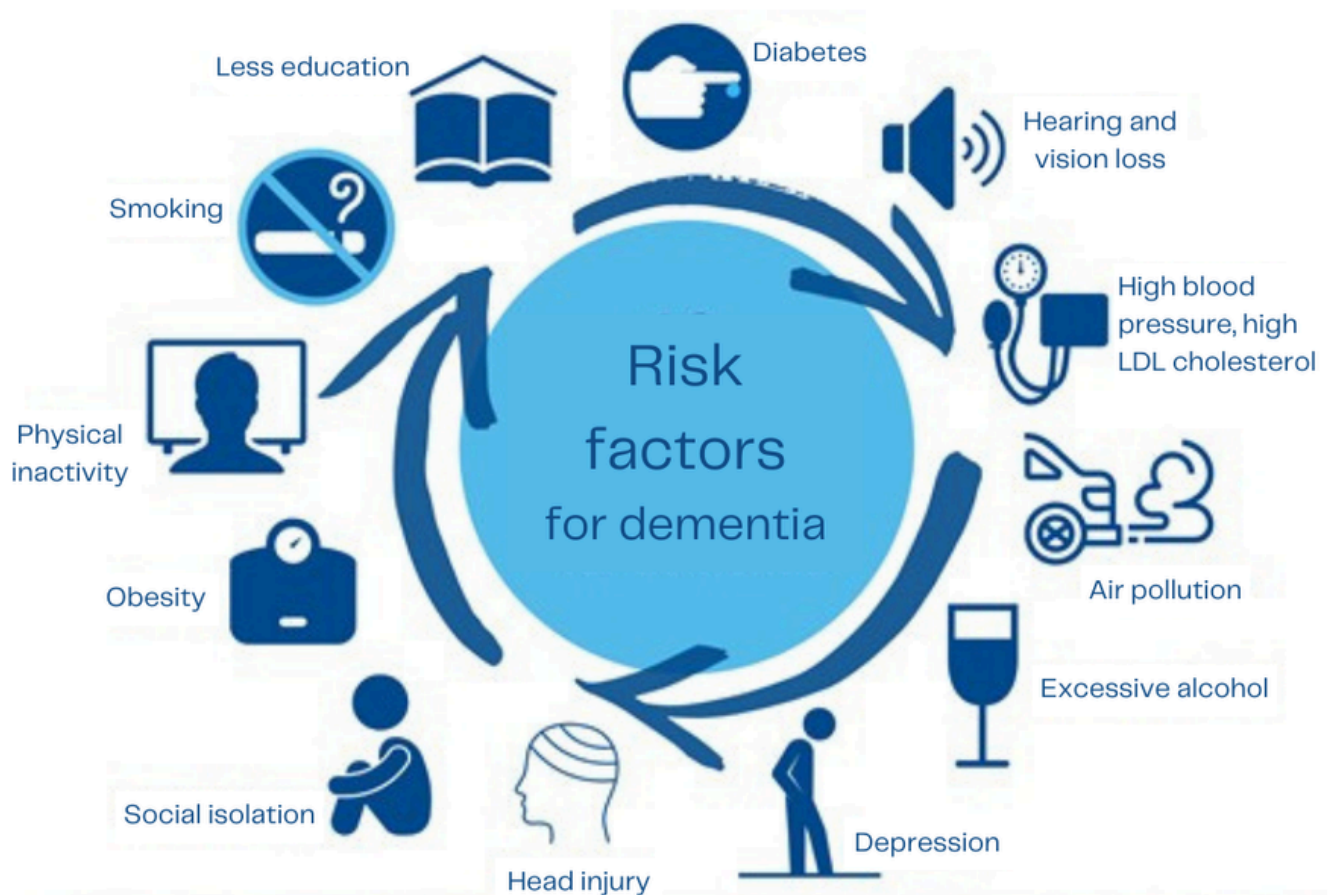 Risk
factors
for dementia
Diabetes
Hearing and
vision loss
High blood
pressure, high
LDL cholesterol
Air pollution
Excessive alcohol
Depression
Head injury
Social isolation
Obesity
Physical
inactivity
Smoking
Less education